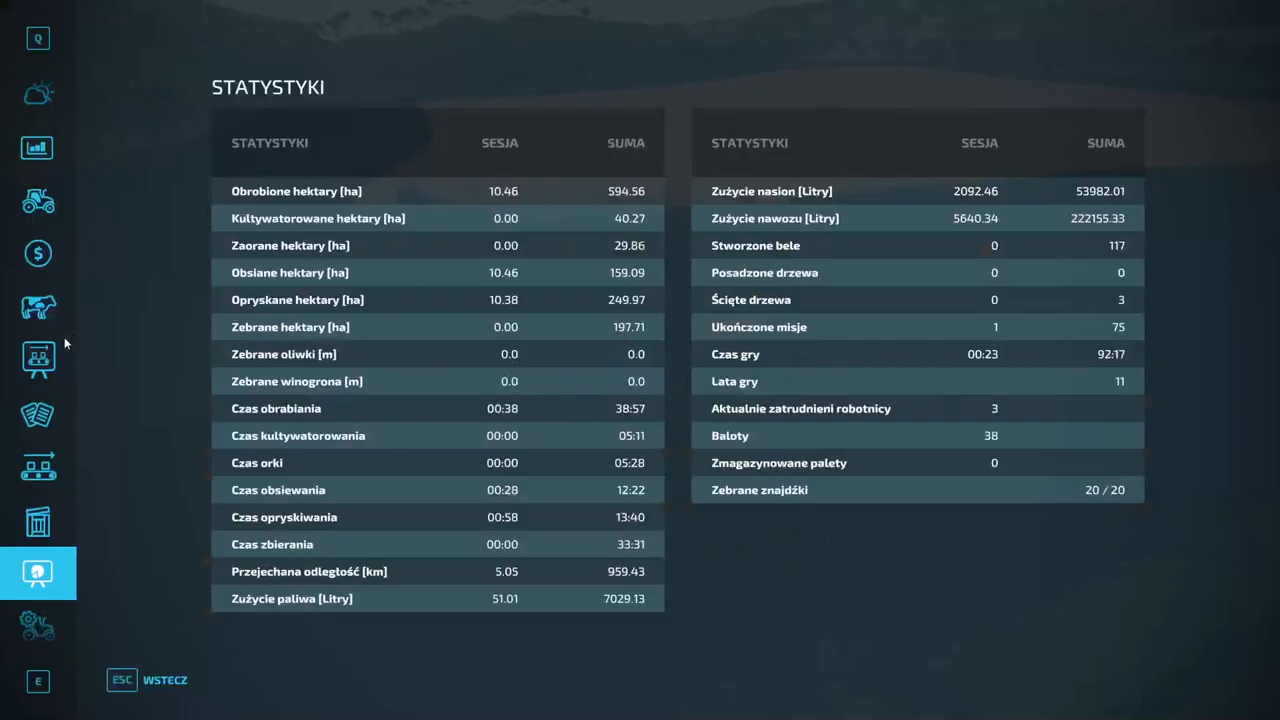 Q
STATYSTYKI
STATYSTYKI SESJA SUMA
Obrobione hektary [ha] 10.46 594.56
Kultywatorowane hektary [ha] 0.00 40.27
Zaorane hektary [ha] 0.00 29.86
Obsiane hektary [ha] 10.46 159.09
Opryskane hektary [ha] 10.38 249.97
Zebrane hektary [ha] 0.00 197.71
Zebrane oliwki [m] 0.0 0.0
Zebrane winogrona [m] 0.0 0.0
Czas obrabiania 00:38 38:57
Czas kultywatorowania 00:00 05:11
Czas orki 00:00 05:28
Czas obsiewania 00:28 12:22
Czas opryskiwania 00:58 13:40
Czas zbierania 00:00 33:31
Przejechana odległość [km] 5.05 959.43
Zużycie paliwa [Litry] 51.01 7029.13
STATYSTYKI SESJA SUMA
Zużycie nasion [Litry] 2092.46 53982.01
Zużycie nawozu [Litry] 5640.34 222155.33
Stworzone bele 0 117
Posadzone drzewa 0 0
Ścięte drzewa 0 3
Ukończone misje 1 75
Czas gry 00:23 92:17
Lata gry 11
Aktualnie zatrudnieni robotnicy 3
Baloty 38
Zmagazynowane palety 0
Zebrane znajdźki 20 / 20
E
ESC WSTECZ